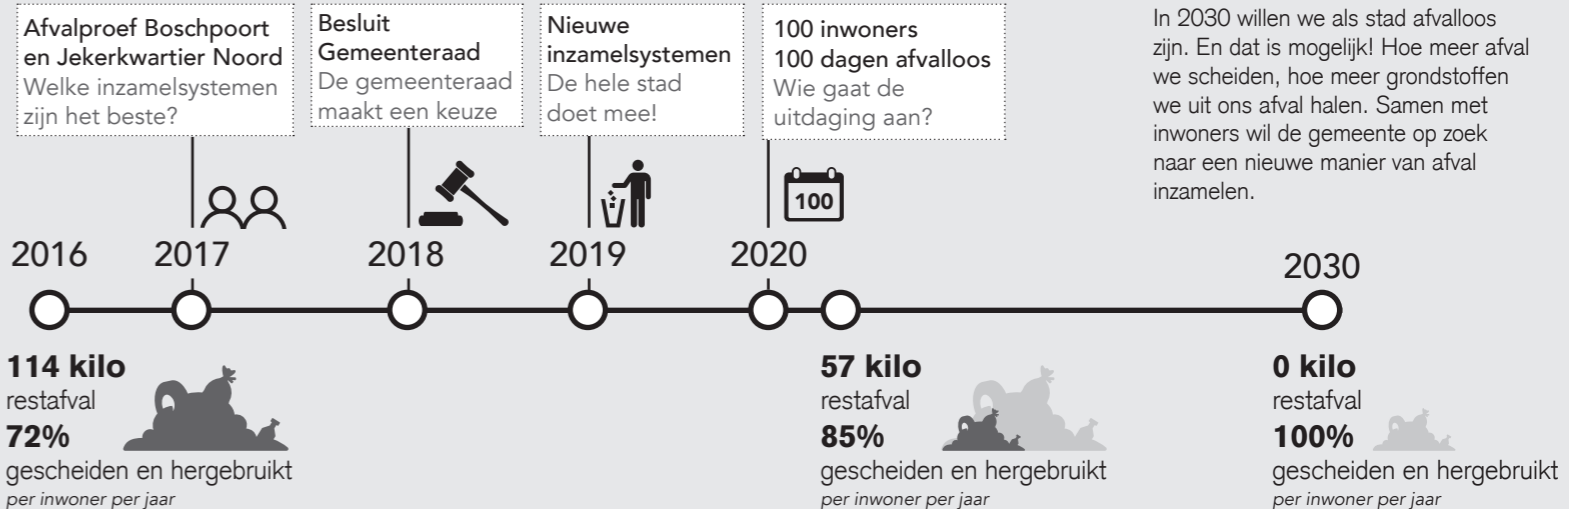 Afvalproef Boschpoort
en Jekerkwartier Noord
Welke inzamelsystemen
zijn het beste?
Besluit
Gemeenteraad
De gemeenteraad
maakt een keuze
Nieuwe
inzamelsystemen
De hele stad
doet mee!
100 inwoners
100 dagen afvalloos
Wie gaat de
uitdaging aan?
In 2030 willen we als stad afvalloos
zijn. En dat is mogelijk! Hoe meer afval
we scheiden, hoe meer grondstoffen
we uit ons afval halen. Samen met
inwoners wil de gemeente op zoek
naar een nieuwe manier van afval
inzamelen.
100
2016
2017
2018
2019
2020
2030
114 kilo
restafval
72%
gescheiden en hergebruikt
per inwoner per jaar
57 kilo
restafval
85%
gescheiden en hergebruikt
per inwoner per jaar
0 kilo
restafval
100%
gescheiden en hergebruikt
per inwoner per jaar